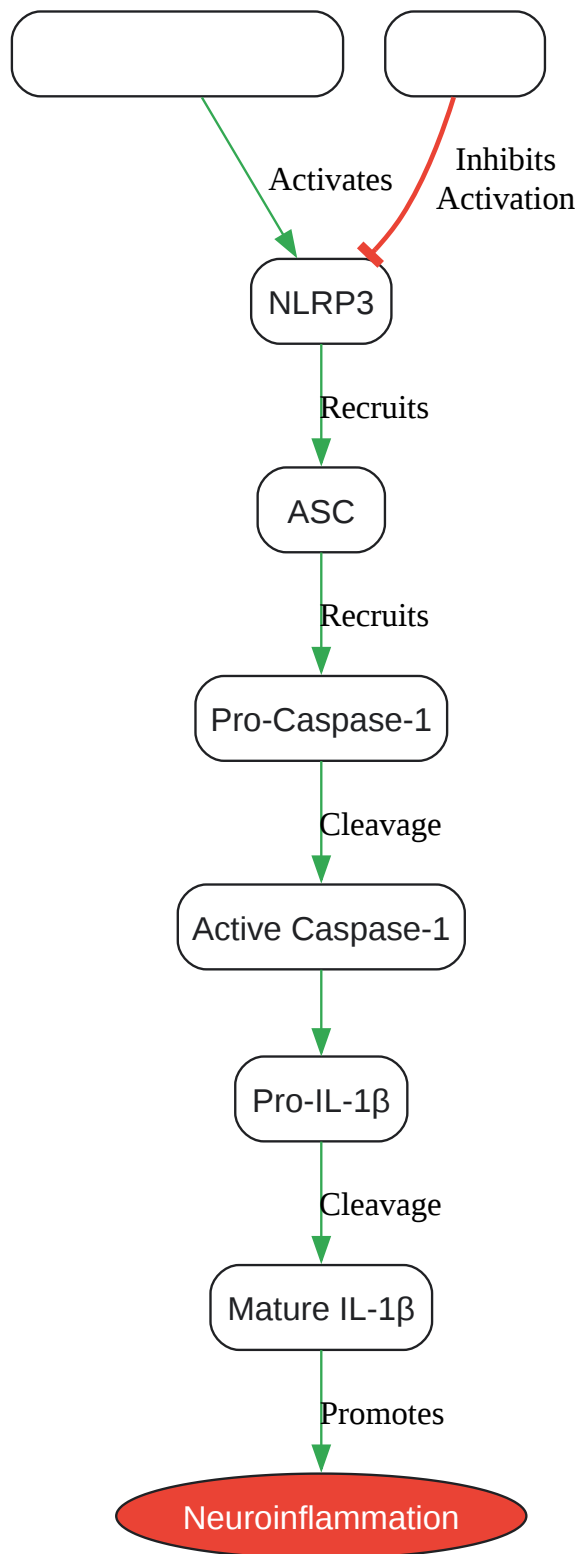 Activates
Inhibits
Activation
NLRP3
Recruits
ASC
Recruits
Pro-Caspase-1
Cleavage
Active Caspase-1
Pro-IL-1β
Cleavage
Mature IL-1β
Promotes
Neuroinflammation